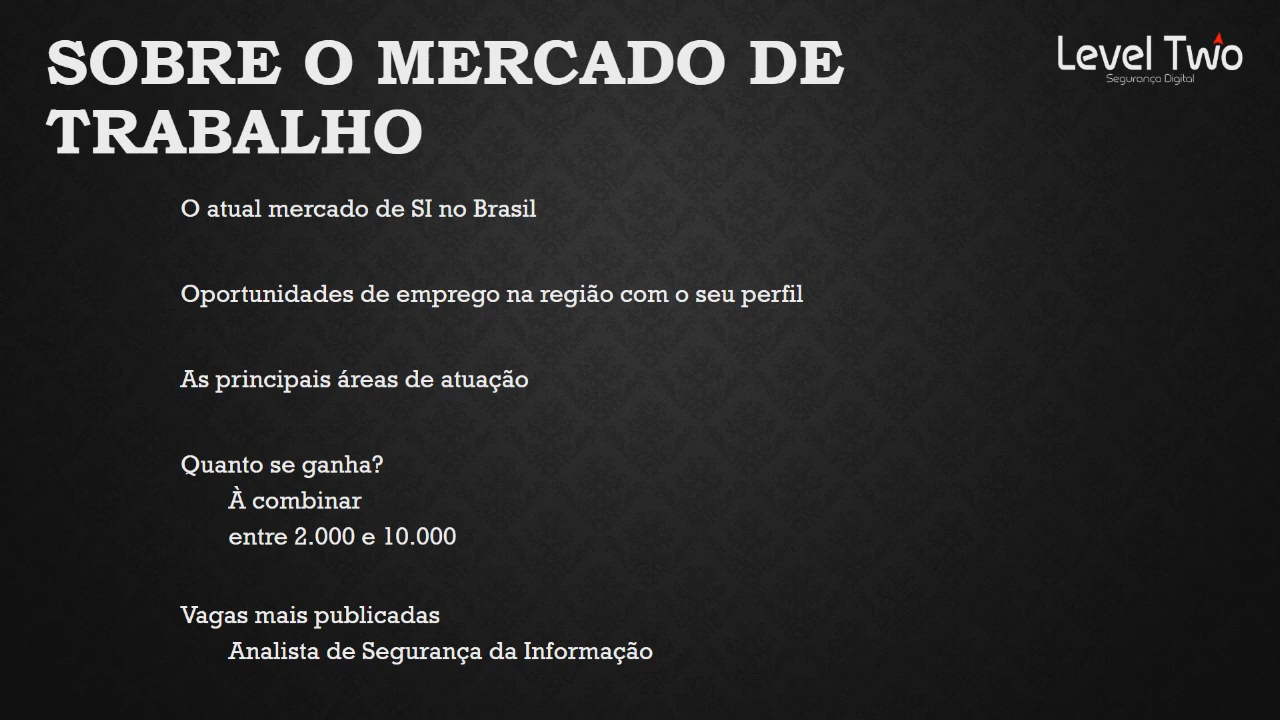 SOBRE O MERCADO DE
TRABALHO
Level Two
Segurança Digital
O atual mercado de SI no Brasil
Oportunidades de emprego na região com o seu perfil
As principais áreas de atuação
Quanto se ganha?
À combinar
entre 2.000 e 10.000
Vagas mais publicadas
Analista de Segurança da Informação